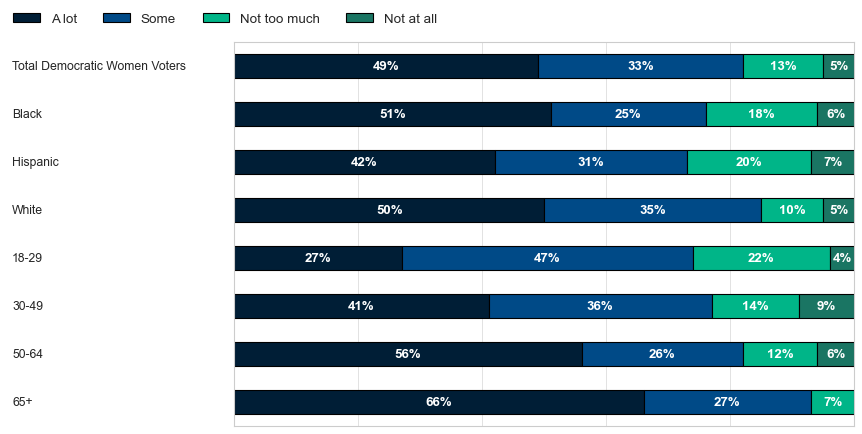 A lot Some Not too much Not at all
Total Democratic Women Voters 49% 33% 13% 5%
Black 51% 25% 18% 6%
Hispanic 42% 31% 20% 7%
White 50% 35% 10% 5%
18-29 27% 47% 22% 4%
30-49 41% 36% 14% 9%
50-64 56% 26% 12% 6%
65+ 66% 27% 7%